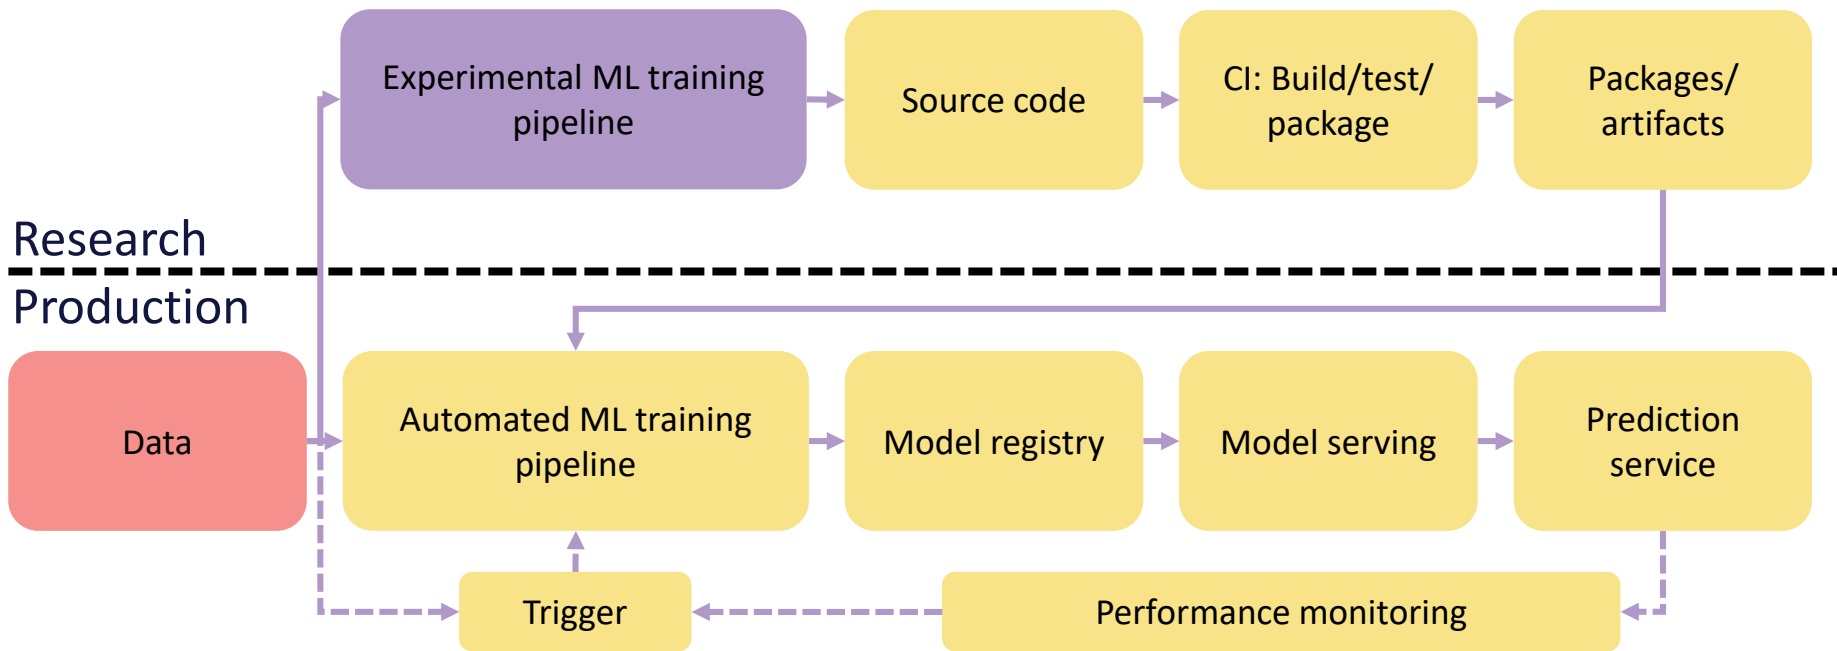 Experimental ML training
pipeline
Source code
CI: Build/test/
package
Packages/
artifacts
Research
Production
Data
Automated ML training
pipeline
Model registry
Model serving
Prediction
service
Trigger
Performance monitoring